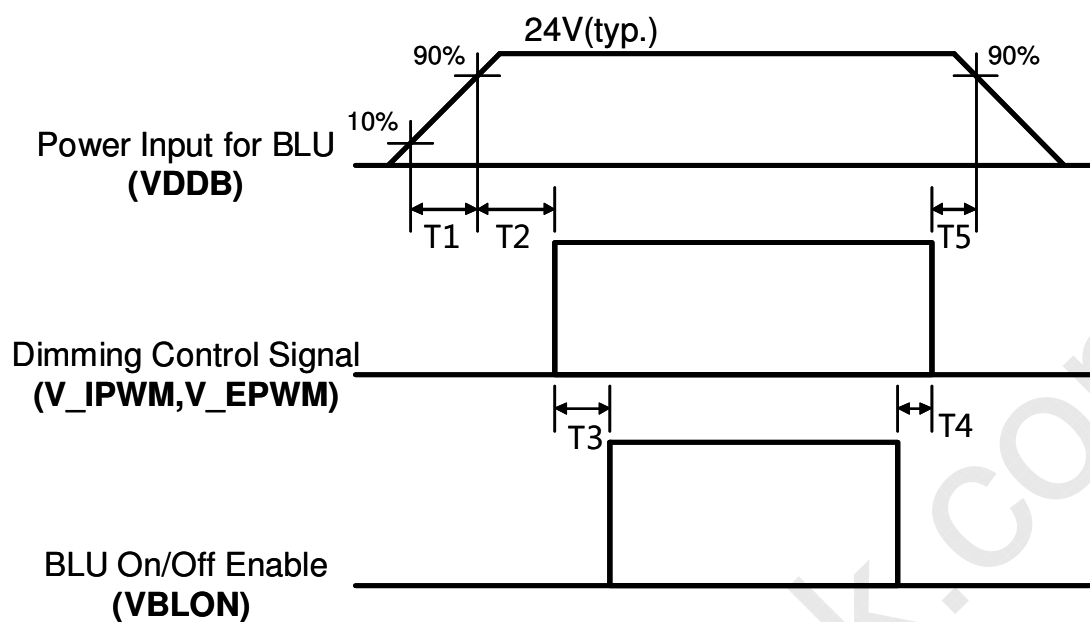 24V(typ.)
90%
90%
10%
Power Input for BLU
(VDDB)
T1
T2
T5
Dimming Control Signal
(V_IPWM,V_EPWM)
T3
T4
BLU On/Off Enable
(VBLON)
k.com